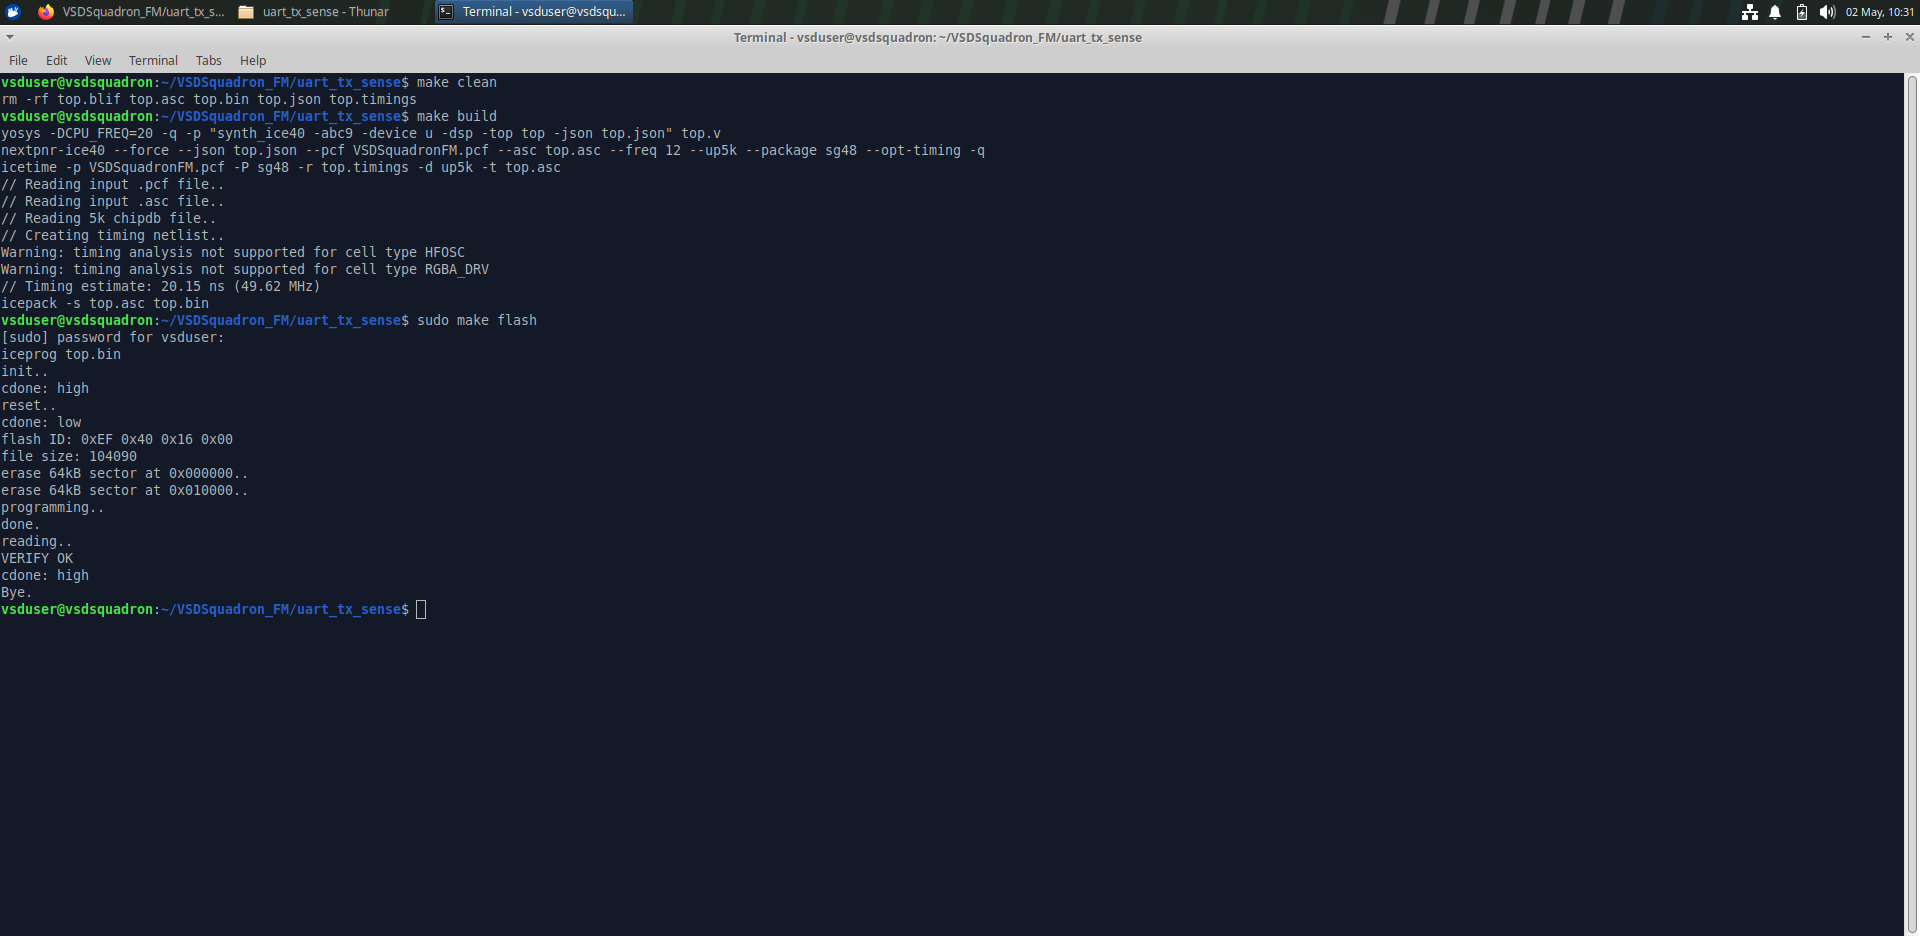 VSDSquadron_FM/uart_tx_s... uart_tx_sense - Thunar Terminal - vsduser@vsdsqu... 02 May, 10:31
Terminal - vsduser@vsdsquadron: ~/VSDSquadron_FM/uart_tx_sense
File Edit View Terminal Tabs Help
vsduser@vsdsquadron:~/VSDSquadron_FM/uart_tx_sense$ make clean
rm -rf top.blif top.asc top.bin top.json top.timings
vsduser@vsdsquadron:~/VSDSquadron_FM/uart_tx_sense$ make build
yosys -DCPU_FREQ=20 -q -p "synth_ice40 -abc9 -device u -dsp -top top -json top.json" top.v
nextpnr-ice40 --force --json top.json --pcf VSDSquadronFM.pcf --asc top.asc --freq 12 --up5k --package sg48 --opt-timing -q
icetime -p VSDSquadronFM.pcf -P sg48 -r top.timings -d up5k -t top.asc
// Reading input .pcf file..
// Reading input .asc file..
// Reading 5k chipdb file..
// Creating timing netlist..
Warning: timing analysis not supported for cell type HFOSC
Warning: timing analysis not supported for cell type RGBA_DRV
// Timing estimate: 20.15 ns (49.62 MHz)
icepack -s top.asc top.bin
vsduser@vsdsquadron:~/VSDSquadron_FM/uart_tx_sense$ sudo make flash
[sudo] password for vsduser:
iceprog top.bin
init..
cdone: high
reset..
cdone: low
flash ID: 0xEF 0x40 0x16 0x00
file size: 104090
erase 64kB sector at 0x000000..
erase 64kB sector at 0x010000..
programming..
done.
reading..
VERIFY OK
cdone: high
Bye.
vsduser@vsdsquadron:~/VSDSquadron_FM/uart_tx_sense$